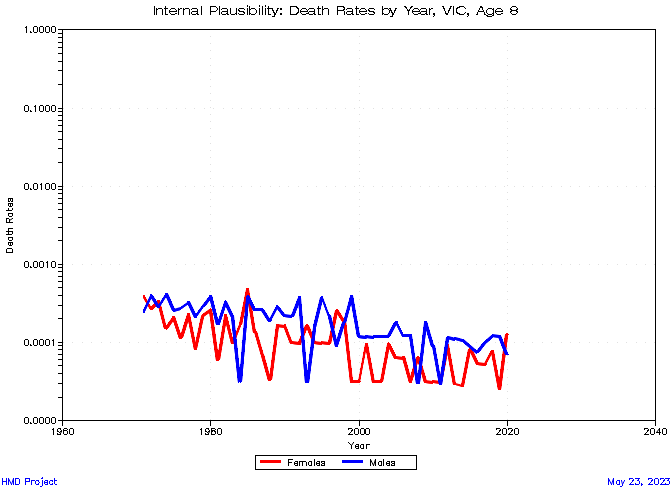 Internal Plausibility: Death Rates by Year, VIC, Age 8
1.0000
0.1000
0.0100
0.0010
0.0001
0.0000
Death Rates
1960 1980 2000 2020 2040
Year
Females Males
HMD Project May 23, 2023